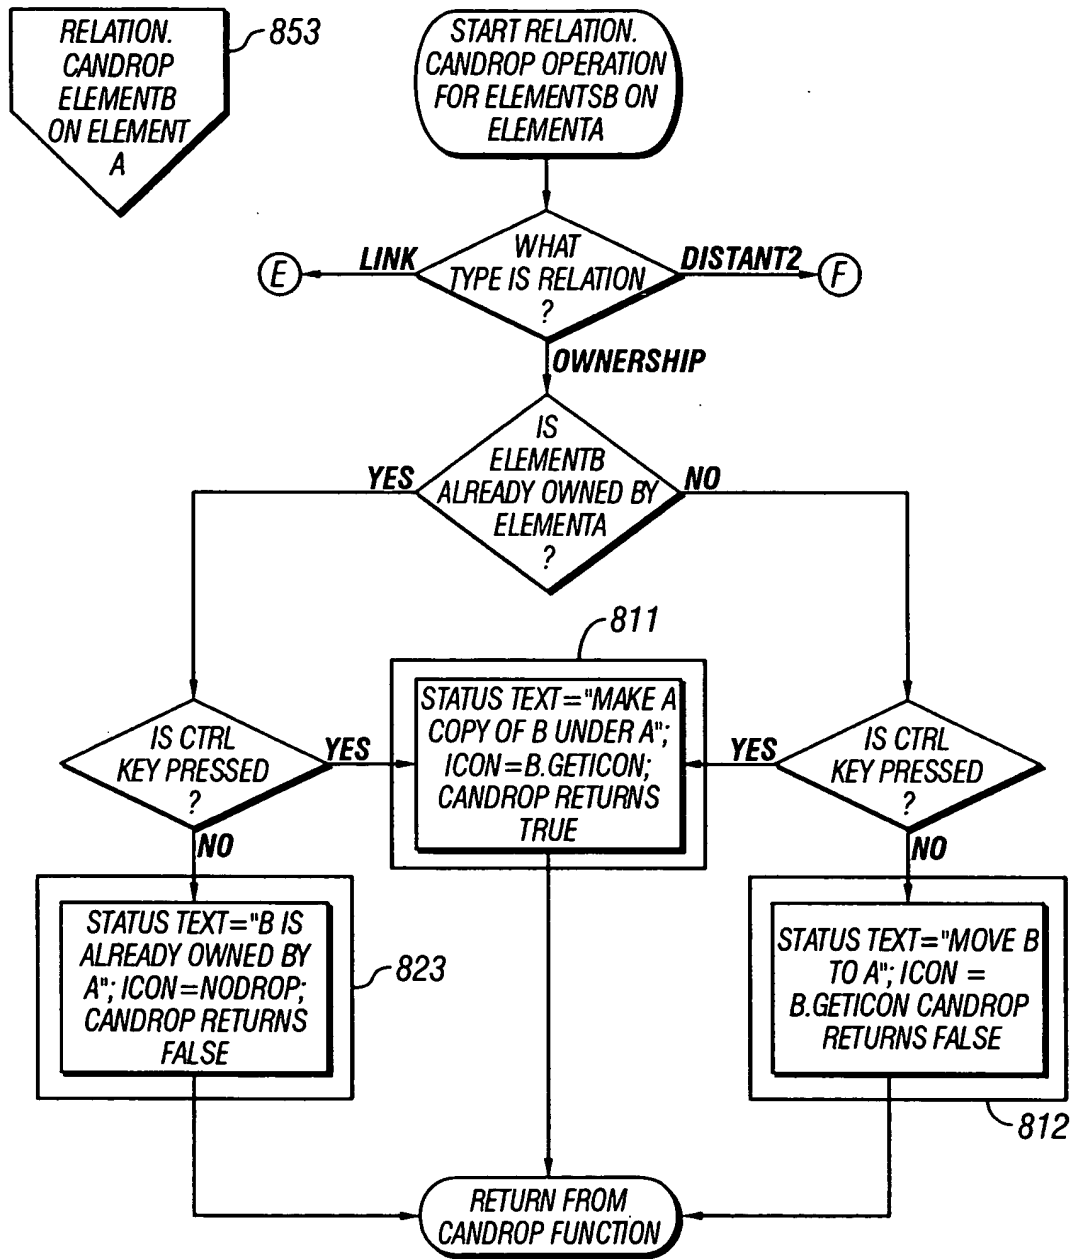 RELATION.
CANDROP
ELEMENTB
ON ELEMENT
A
853
START RELATION.
CANDROP OPERATION
FOR ELEMENTSB ON
ELEMENTA
WHAT
TYPE IS RELATION
?
LINK
E
DISTANT2
F
OWNERSHIP
IS
ELEMENTB
ALREADY OWNED BY
ELEMENTA
?
YES
NO
811
STATUS TEXT="MAKE A
COPY OF B UNDER A";
ICON=B.GETICON;
CANDROP RETURNS
TRUE
IS CTRL
KEY PRESSED
?
YES
NO
YES
IS CTRL
KEY PRESSED
?
NO
STATUS TEXT="B IS
ALREADY OWNED BY
A"; ICON=NODROP;
CANDROP RETURNS
FALSE
823
STATUS TEXT="MOVE B
TO A"; ICON =
B.GETICON CANDROP
RETURNS FALSE
812
RETURN FROM
CANDROP FUNCTION